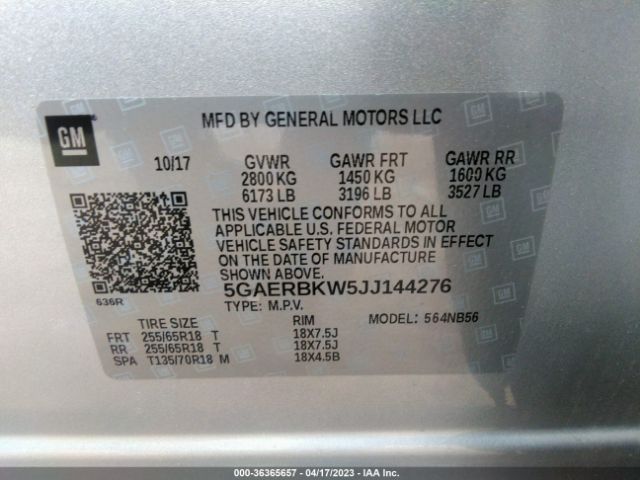 GM
MFD BY GENERAL MOTORS LLC
10/17 GVWR GAWR FRT GAWR RR
2800 KG 1450 KG 1600 KG
6173 LB 3196 LB 3527 LB
THIS VEHICLE CONFORMS TO ALL
APPLICABLE U.S. FEDERAL MOTOR
VEHICLE SAFETY STANDARDS IN EFFECT
ON THE DATE OF MANUFACTURE
SHOWN ABOVE.
636R
5GAERBKW5JJ144276
TYPE: M.P.V.
TIRE SIZE RIM MODEL: 564NB56
FRT 255/65R18 T 18X7.5J
RR 255/65R18 T 18X7.5J
SPA T135/70R18 M 18X4.5B
000-36365657 - 04/17/2023 - IAA Inc.